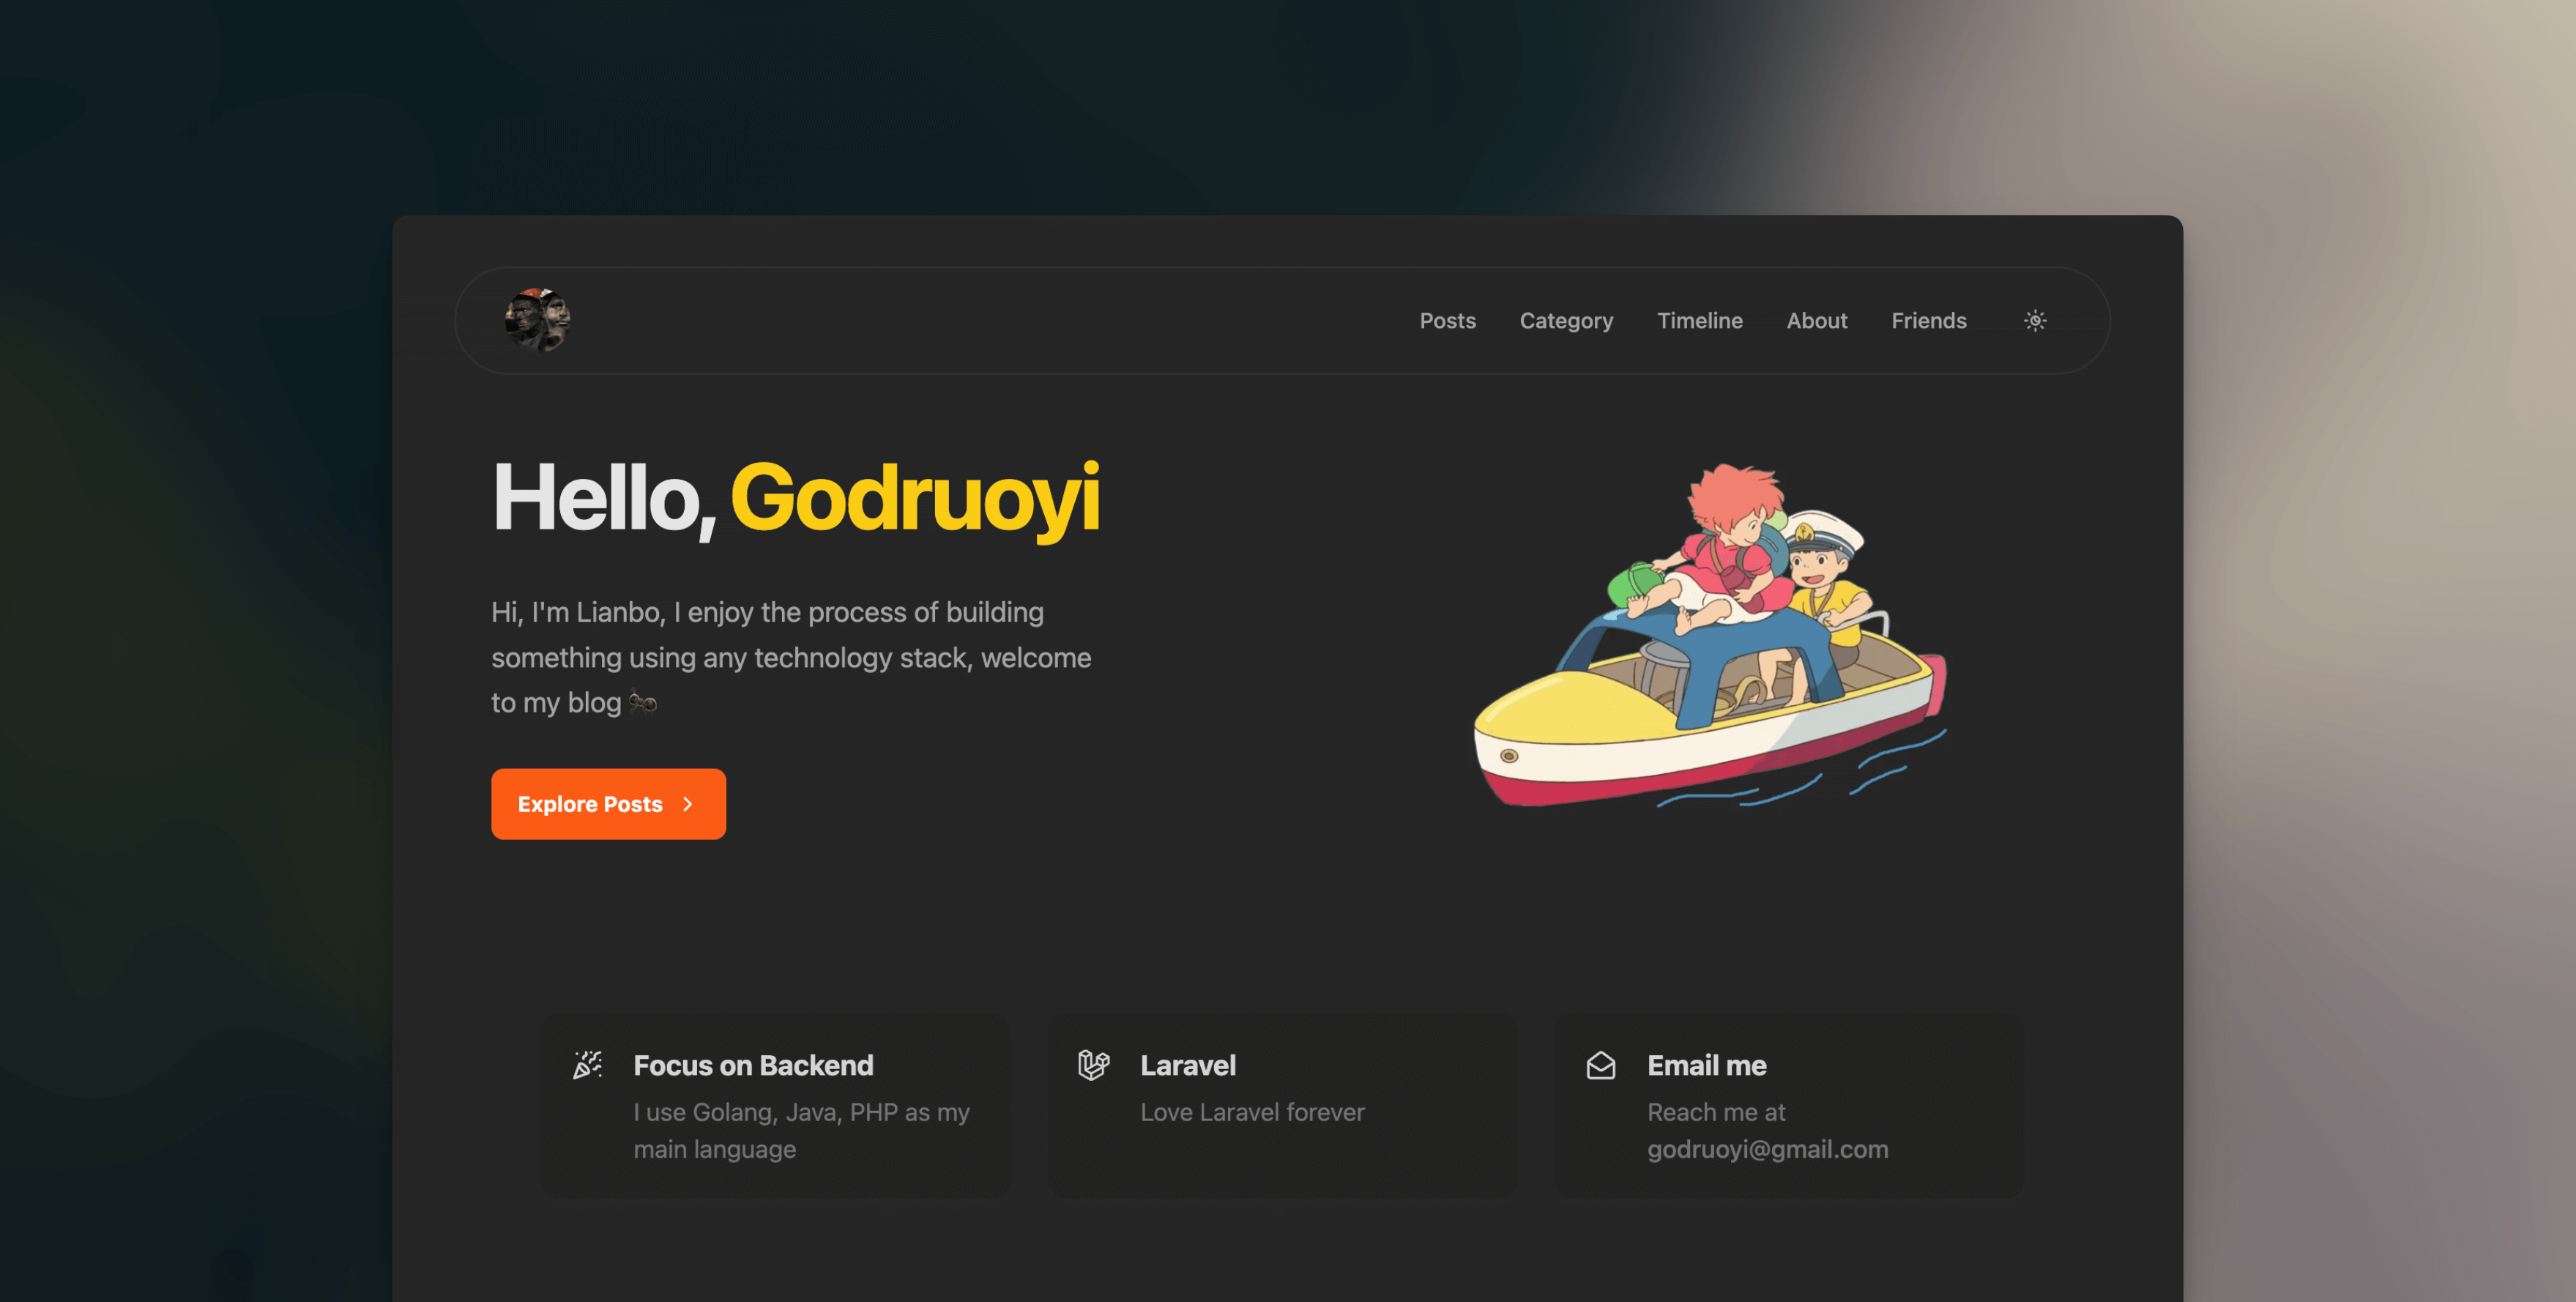 Posts Category Timeline About Friends
Hello, Godruoyi
Hi, I'm Lianbo, I enjoy the process of building
something using any technology stack, welcome
to my blog 🐜
Explore Posts
Focus on Backend
I use Golang, Java, PHP as my
main language
Laravel
Love Laravel forever
Email me
Reach me at
godruoyi@gmail.com